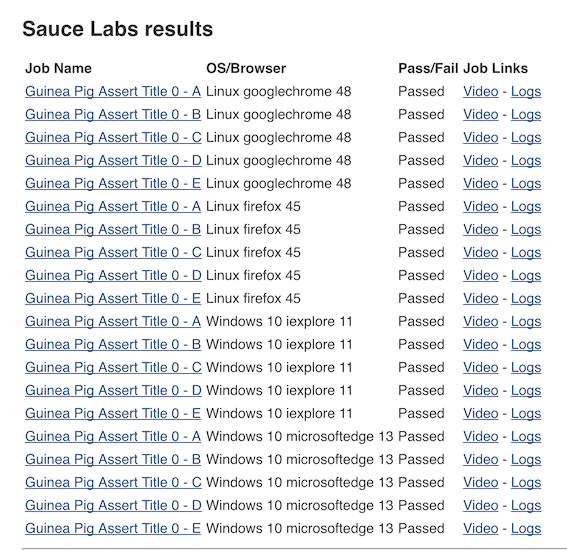 Sauce Labs results
Job Name OS/Browser Pass/Fail Job Links
Guinea Pig Assert Title 0 - A Linux googlechrome 48 Passed Video - Logs
Guinea Pig Assert Title 0 - B Linux googlechrome 48 Passed Video - Logs
Guinea Pig Assert Title 0 - C Linux googlechrome 48 Passed Video - Logs
Guinea Pig Assert Title 0 - D Linux googlechrome 48 Passed Video - Logs
Guinea Pig Assert Title 0 - E Linux googlechrome 48 Passed Video - Logs
Guinea Pig Assert Title 0 - A Linux firefox 45 Passed Video - Logs
Guinea Pig Assert Title 0 - B Linux firefox 45 Passed Video - Logs
Guinea Pig Assert Title 0 - C Linux firefox 45 Passed Video - Logs
Guinea Pig Assert Title 0 - D Linux firefox 45 Passed Video - Logs
Guinea Pig Assert Title 0 - E Linux firefox 45 Passed Video - Logs
Guinea Pig Assert Title 0 - A Windows 10 iexplore 11 Passed Video - Logs
Guinea Pig Assert Title 0 - B Windows 10 iexplore 11 Passed Video - Logs
Guinea Pig Assert Title 0 - C Windows 10 iexplore 11 Passed Video - Logs
Guinea Pig Assert Title 0 - D Windows 10 iexplore 11 Passed Video - Logs
Guinea Pig Assert Title 0 - E Windows 10 iexplore 11 Passed Video - Logs
Guinea Pig Assert Title 0 - A Windows 10 microsoftedge 13 Passed Video - Logs
Guinea Pig Assert Title 0 - B Windows 10 microsoftedge 13 Passed Video - Logs
Guinea Pig Assert Title 0 - C Windows 10 microsoftedge 13 Passed Video - Logs
Guinea Pig Assert Title 0 - D Windows 10 microsoftedge 13 Passed Video - Logs
Guinea Pig Assert Title 0 - E Windows 10 microsoftedge 13 Passed Video - Logs